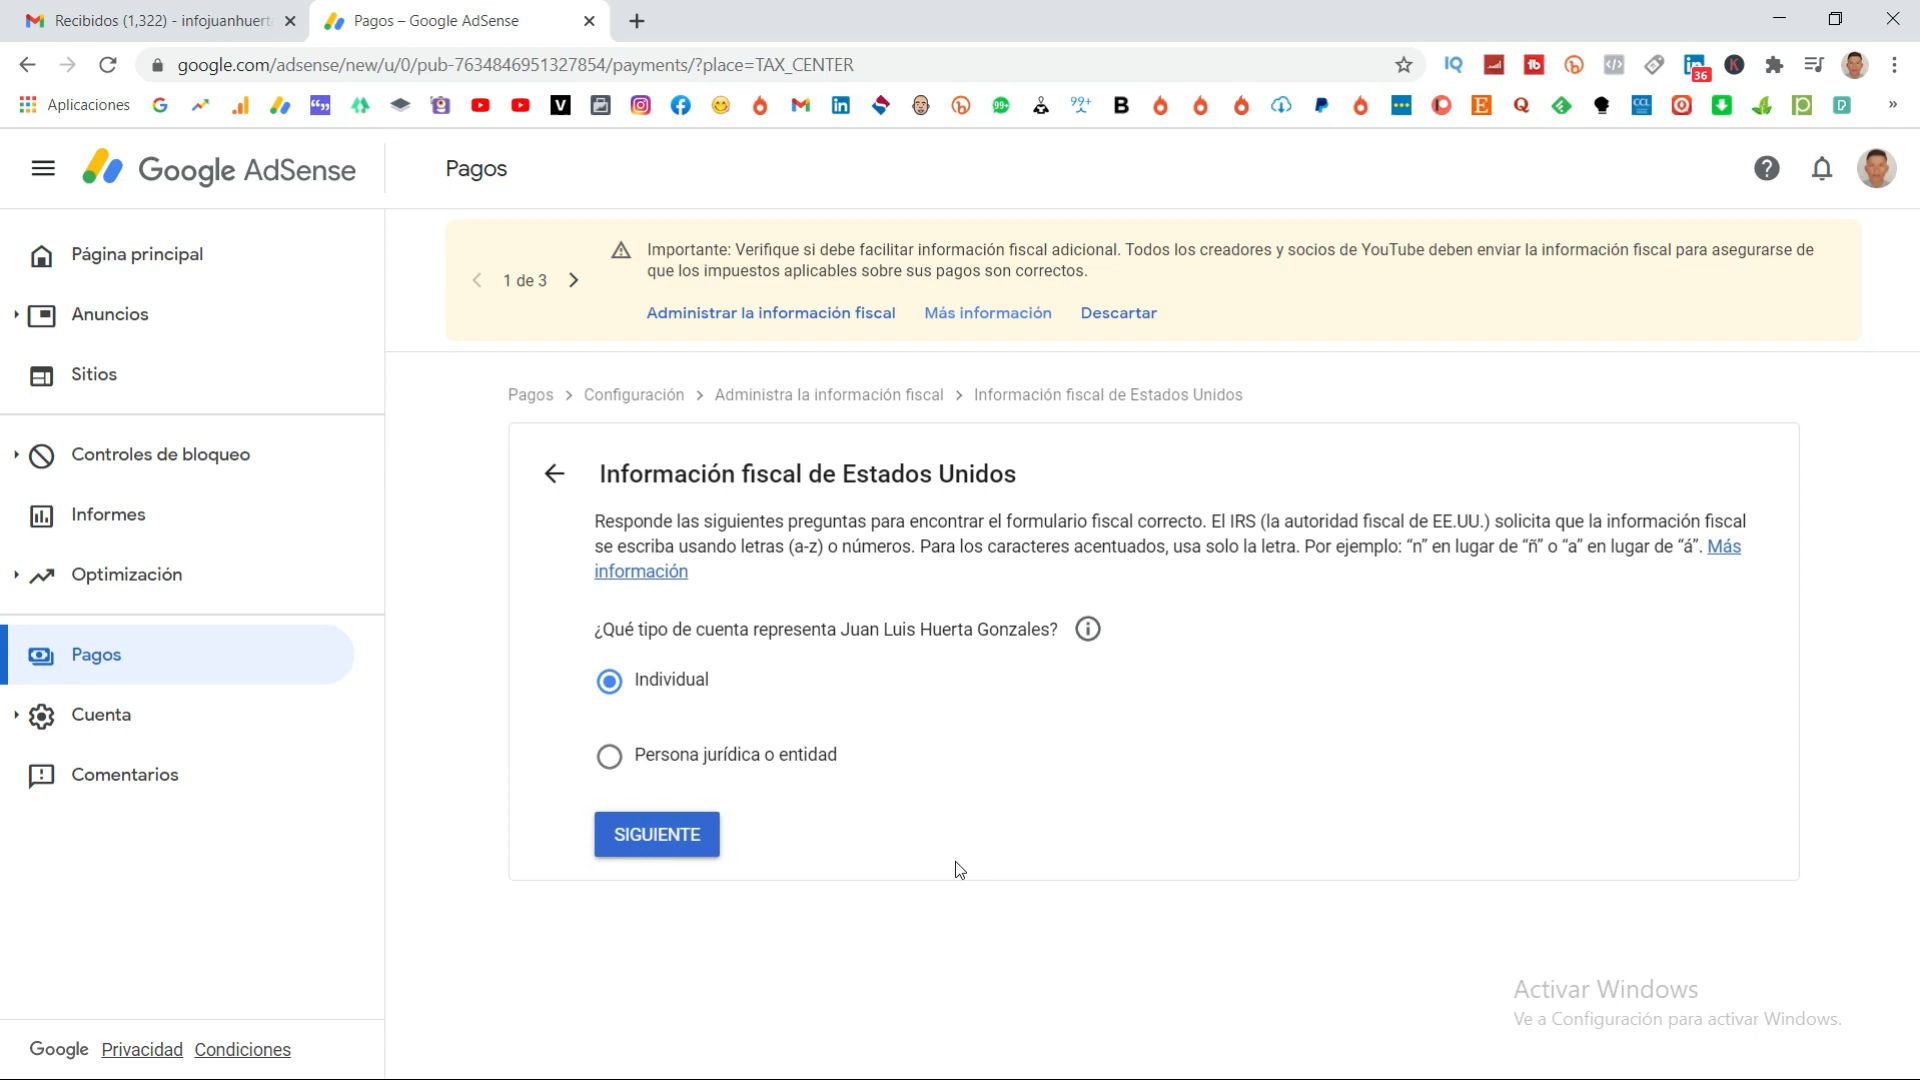 Recibidos (1,322) - infojuanhuert
Pagos – Google AdSense
google.com/adsense/new/u/0/pub-7634846951327854/payments/?place=TAX_CENTER
36
Aplicaciones
Google AdSense
Pagos
Página principal
Anuncios
Sitios
Controles de bloqueo
Informes
Optimización
Pagos
Cuenta
Comentarios
Google Privacidad Condiciones
1 de 3
Importante: Verifique si debe facilitar información fiscal adicional. Todos los creadores y socios de YouTube deben enviar la información fiscal para asegurarse de
que los impuestos aplicables sobre sus pagos son correctos.
Administrar la información fiscal Más información Descartar
Pagos > Configuración > Administra la información fiscal > Información fiscal de Estados Unidos
Información fiscal de Estados Unidos
Responde las siguientes preguntas para encontrar el formulario fiscal correcto. El IRS (la autoridad fiscal de EE.UU.) solicita que la información fiscal
se escriba usando letras (a-z) o números. Para los caracteres acentuados, usa solo la letra. Por ejemplo: “n” en lugar de “ñ” o “a” en lugar de “á”. Más
información
¿Qué tipo de cuenta representa Juan Luis Huerta Gonzales?
Individual
Persona jurídica o entidad
SIGUIENTE
Activar Windows
Ve a Configuración para activar Windows.